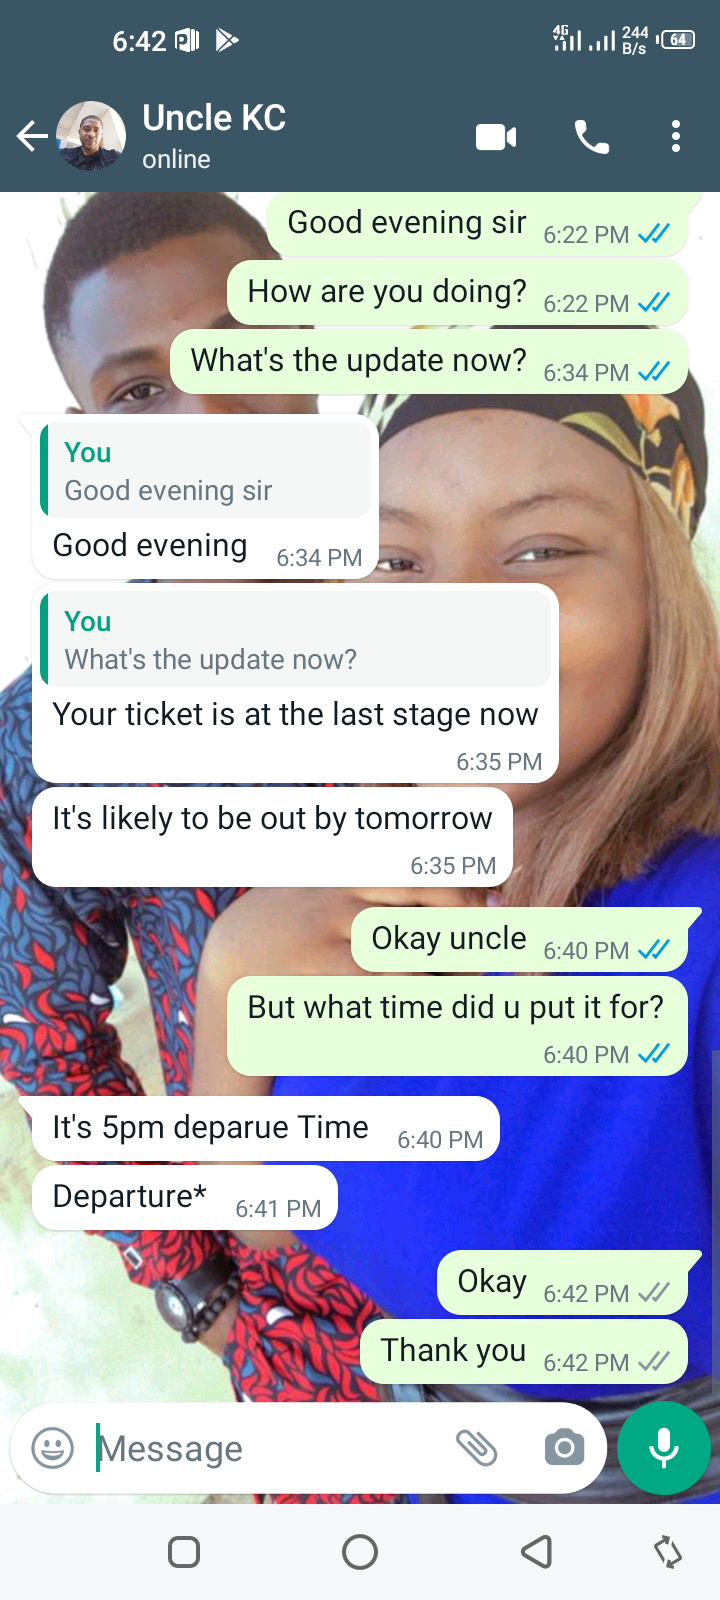 6:42
4G
244
B/s
64
Uncle KC
online
Good evening sir 6:22 PM
How are you doing? 6:22 PM
What's the update now? 6:34 PM
You
Good evening sir
Good evening 6:34 PM
You
What's the update now?
Your ticket is at the last stage now
6:35 PM
It's likely to be out by tomorrow
6:35 PM
Okay uncle 6:40 PM
But what time did u put it for?
6:40 PM
It's 5pm deparue Time 6:40 PM
Departure* 6:41 PM
Okay 6:42 PM
Thank you 6:42 PM
Message